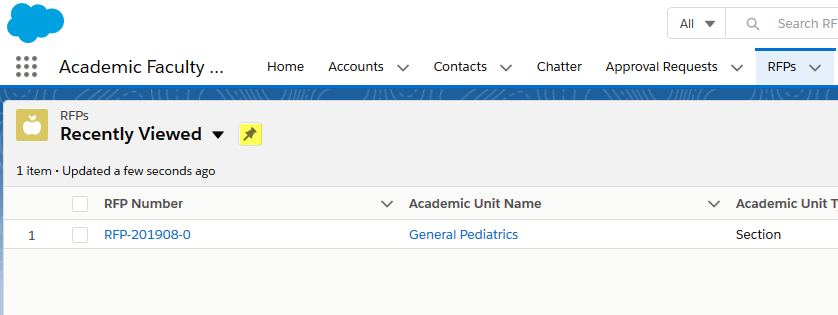 All Search RF
Academic Faculty ... Home Accounts Contacts Chatter Approval Requests RFPs
RFPs
Recently Viewed
1 item • Updated a few seconds ago
RFP Number Academic Unit Name Academic Unit T
1 RFP-201908-0 General Pediatrics Section